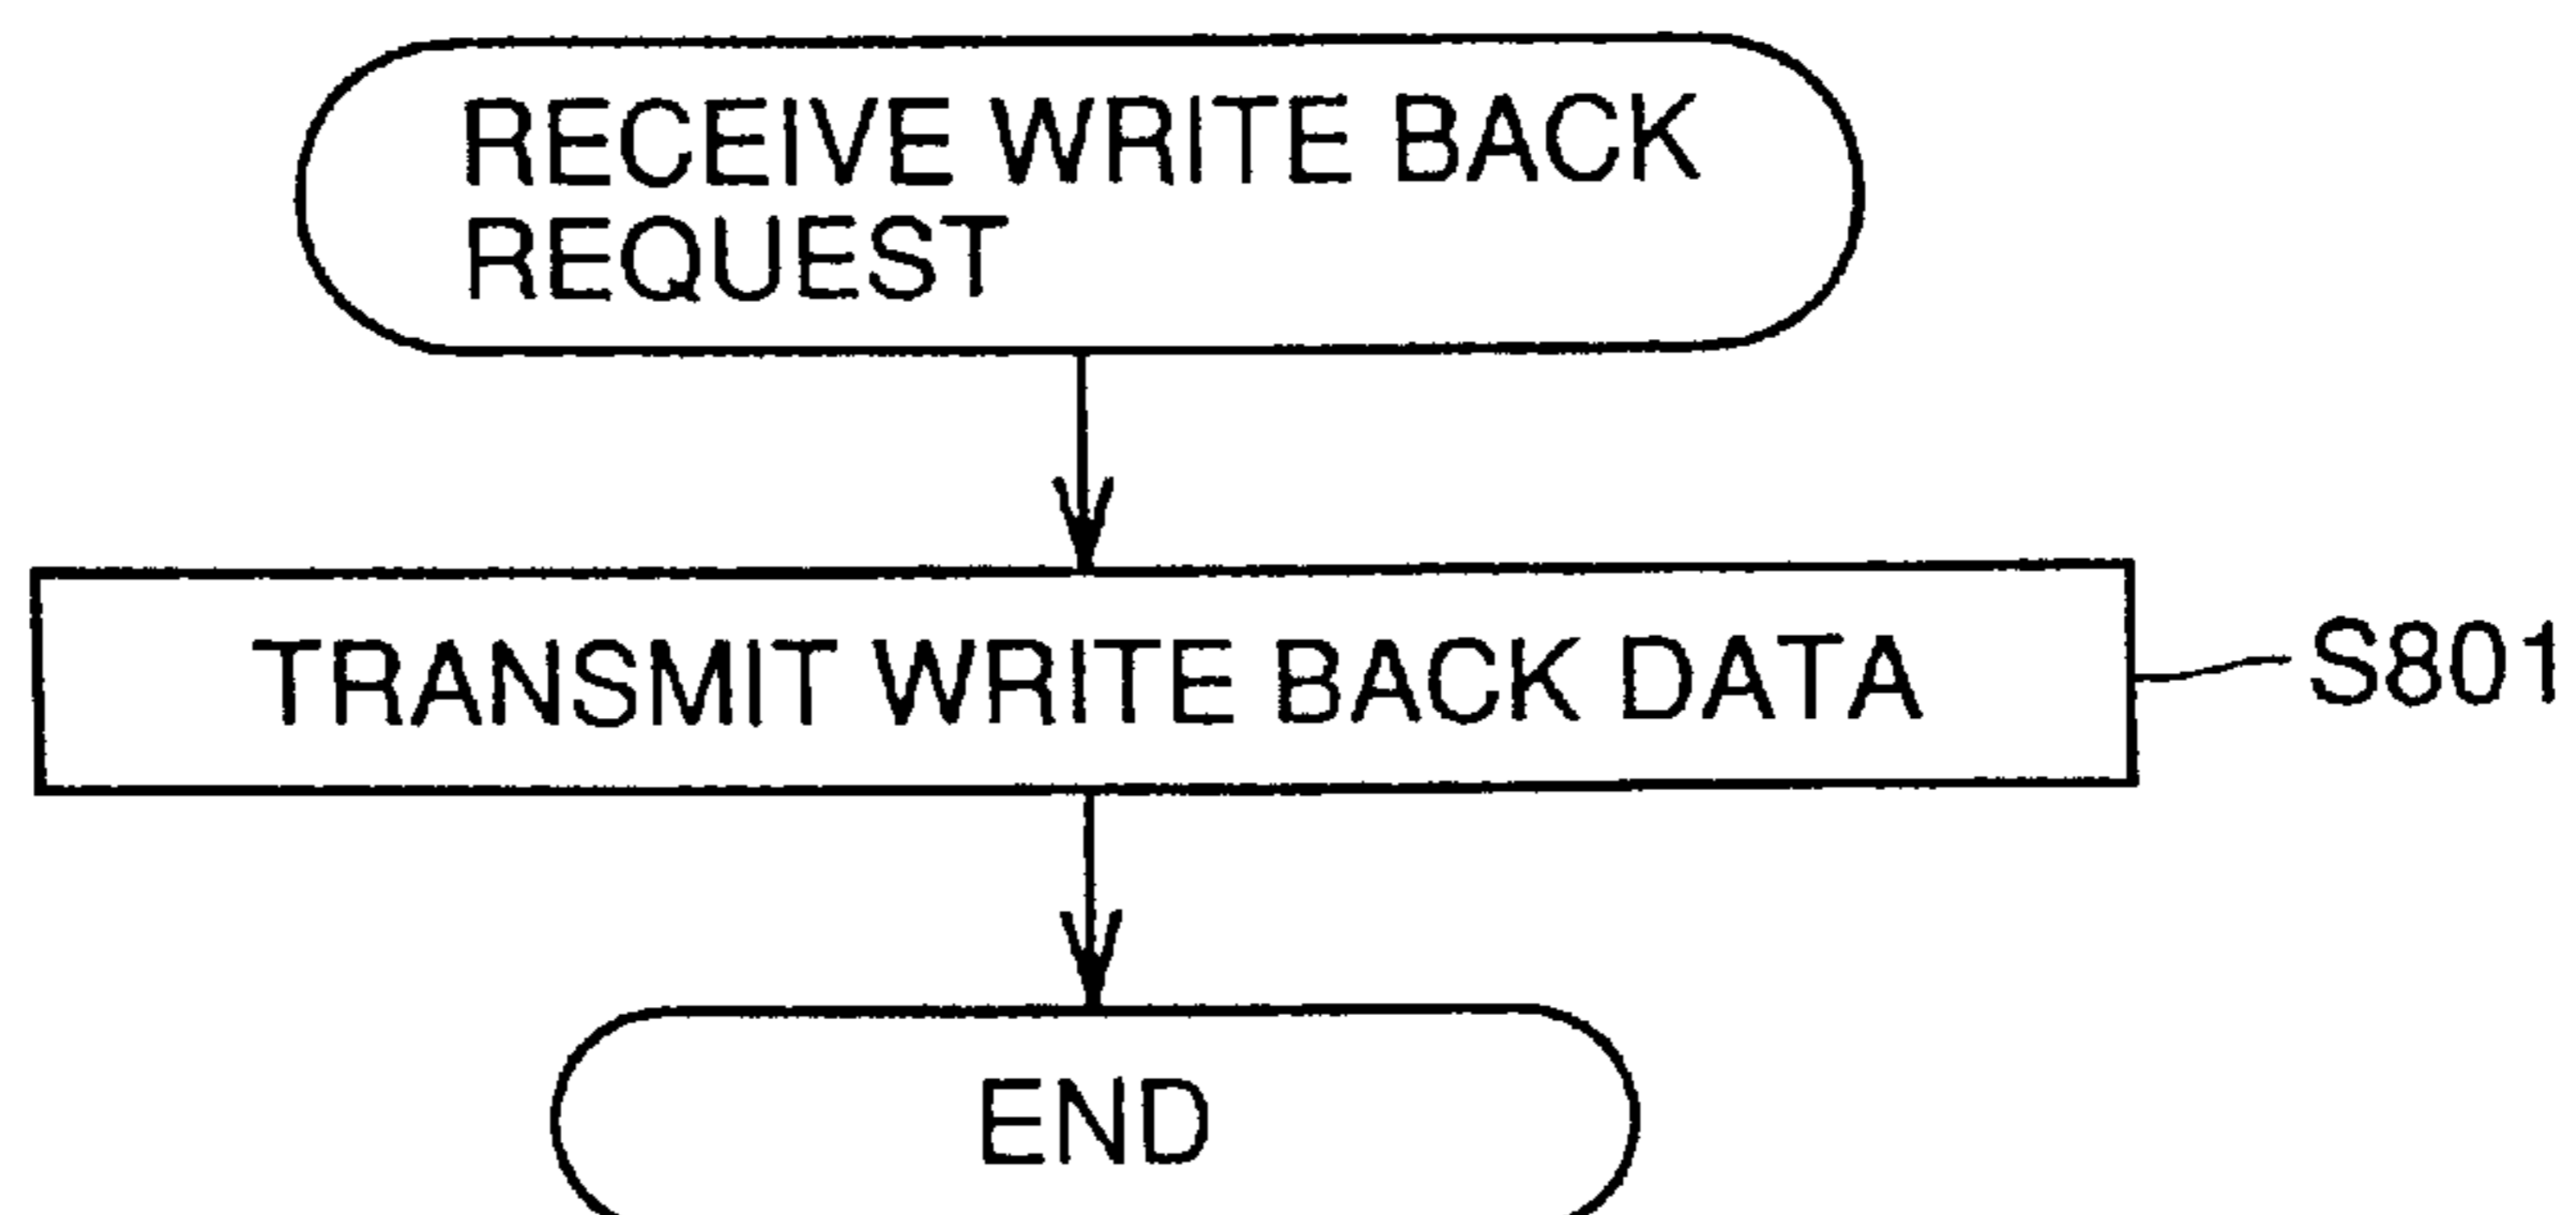 RECEIVE WRITE BACK
REQUEST
TRANSMIT WRITE BACK DATA
S801
END